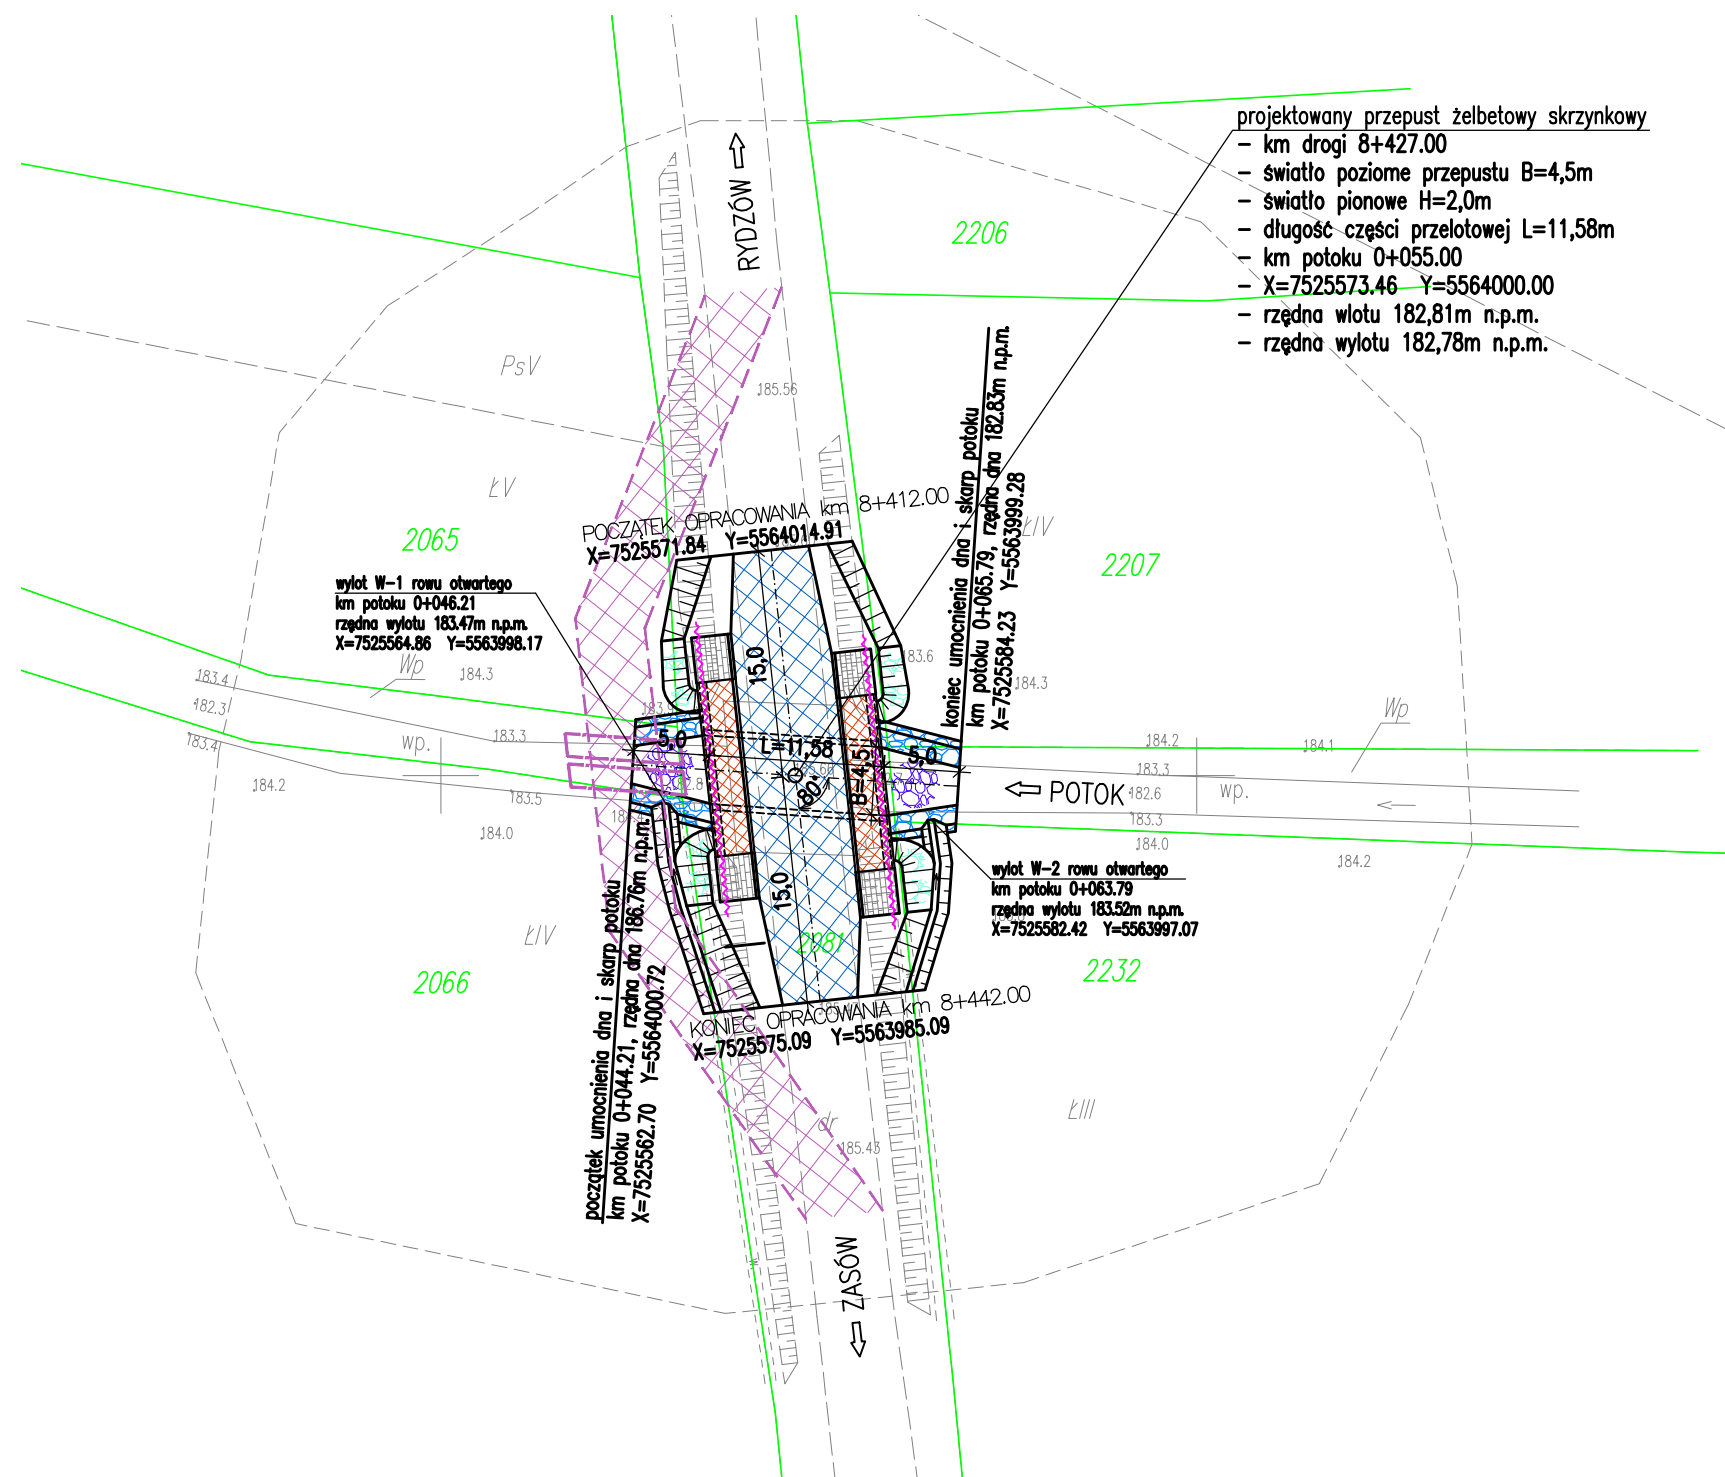 projektowany przepust żelbetowy skrzynkowy
– km drogi 8+427.00
– światło poziome przepustu B=4,5m
– światło pionowe H=2,0m
– długość części przelotowej L=11,58m
– km potoku 0+055.00
– X=7525573.46 Y=5564000.00
– rzędna wlotu 182,81m n.p.m.
– rzędna wylotu 182,78m n.p.m.
RYDZÓW
2206
PsV
185.56
ŁV
2065
POCZĄTEK OPRACOWANIA km 8+412.00
X=7525571.84 Y=5564014.91
koniec umocnienia dna i skarp potoku
km potoku 0+065.79, rzędna dna 182.83m n.p.m.
X=7525584.23 Y=5563999.28
ŁIV
2207
wylot W–1 rowu otwartego
km potoku 0+046.21
rzędna wylotu 183.47m n.p.m.
X=7525564.86 Y=5563998.17
Wp
183.4
184.3
182.3
183.4
wp.
183.3
184.2
183.5
184.0
15,0
183.6
184.3
5,0
L=11,58
B=4,5
80°
5,0
POTOK
Wp
184.2
184.1
183.3
182.6
wp.
183.3
184.0
184.2
wylot W–2 rowu otwartego
km potoku 0+063.79
rzędna wylotu 183.52m n.p.m.
X=7525582.42 Y=5563997.07
15,0
2081
ŁIV
2066
2232
początek umocnienia dna i skarp potoku
km potoku 0+044.21, rzędna dna 186.76m n.p.m.
X=7525562.70 Y=5564000.72
KONIEC OPRACOWANIA km 8+442.00
X=7525575.09 Y=5563985.09
dr
185.43
ŁIII
ZASÓW